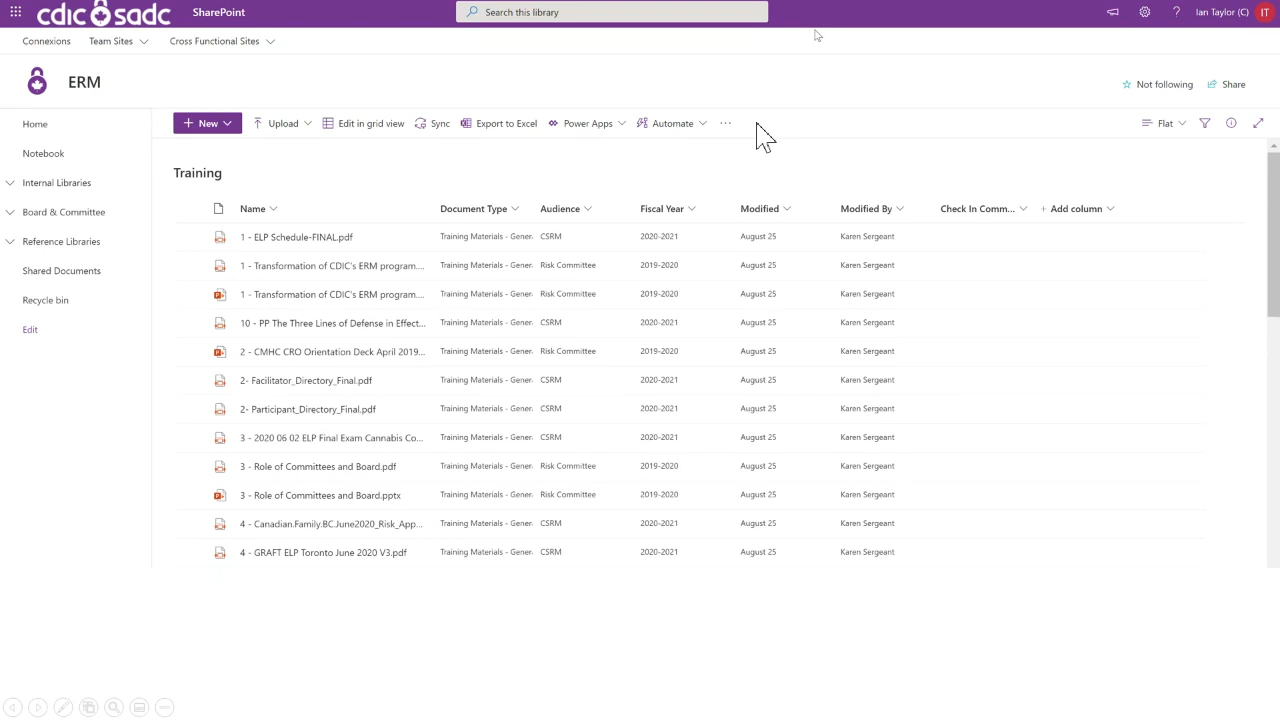 cdic sadc SharePoint Search this library ? Ian Taylor (C) IT
Connexions Team Sites Cross Functional Sites
ERM Not following Share
Home
Notebook
Internal Libraries
Board & Committee
Reference Libraries
Shared Documents
Recycle bin
Edit
+ New Upload Edit in grid view Sync Export to Excel Power Apps Automate ... Flat
Training
Name Document Type Audience Fiscal Year Modified Modified By Check In Comm... + Add column
1 - ELP Schedule-FINAL.pdf Training Materials - Gener CSRM 2020-2021 August 25 Karen Sergeant
1 - Transformation of CDIC's ERM program.... Training Materials - Gener Risk Committee 2019-2020 August 25 Karen Sergeant
1 - Transformation of CDIC's ERM program.... Training Materials - Gener Risk Committee 2019-2020 August 25 Karen Sergeant
10 - PP The Three Lines of Defense in Effect... Training Materials - Gener CSRM 2020-2021 August 25 Karen Sergeant
2 - CMHC CRO Orientation Deck April 2019... Training Materials - Gener Risk Committee 2019-2020 August 25 Karen Sergeant
2- Facilitator_Directory_Final.pdf Training Materials - Gener CSRM 2020-2021 August 25 Karen Sergeant
2- Participant_Directory_Final.pdf Training Materials - Gener CSRM 2020-2021 August 25 Karen Sergeant
3 - 2020 06 02 ELP Final Exam Cannabis Co... Training Materials - Gener CSRM 2020-2021 August 25 Karen Sergeant
3 - Role of Committees and Board.pdf Training Materials - Gener Risk Committee 2019-2020 August 25 Karen Sergeant
3 - Role of Committees and Board.pptx Training Materials - Gener Risk Committee 2019-2020 August 25 Karen Sergeant
4 - Canadian.Family.BC.June2020_Risk_App... Training Materials - Gener CSRM 2020-2021 August 25 Karen Sergeant
4 - GRAFT ELP Toronto June 2020 V3.pdf Training Materials - Gener CSRM 2020-2021 August 25 Karen Sergeant